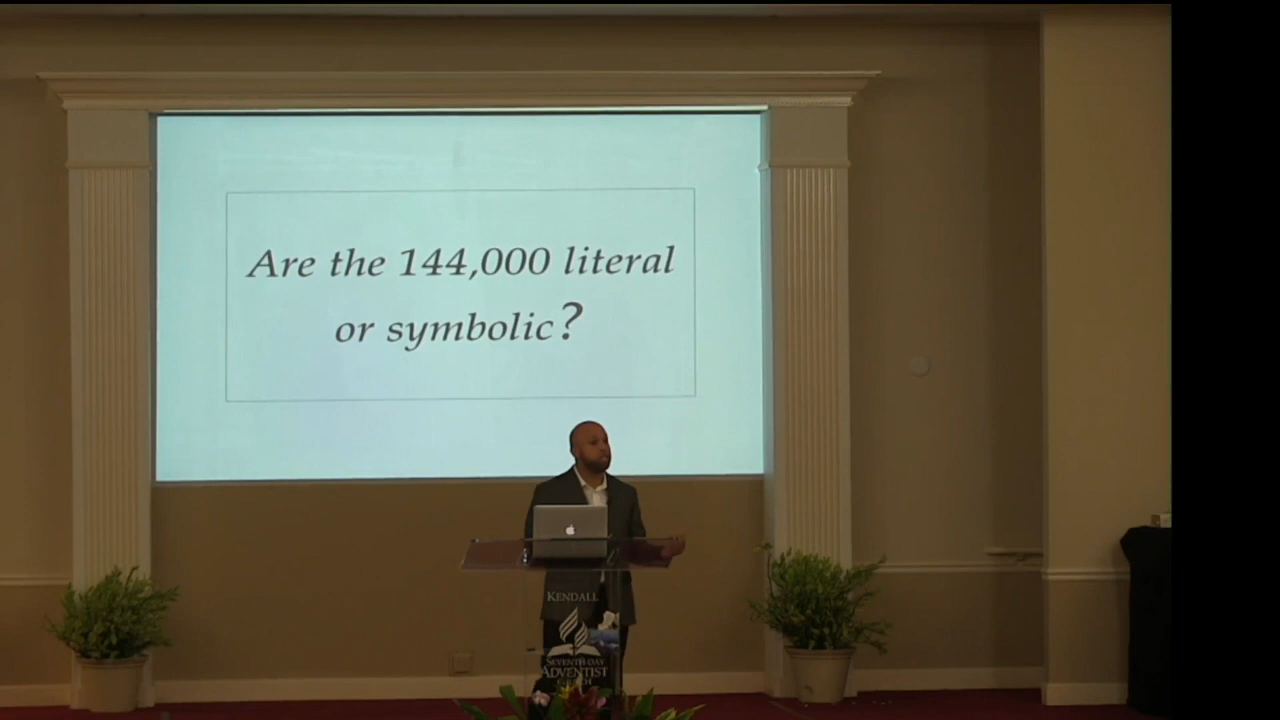 Are the 144,000 literal
or symbolic?
KENDALL
SEVENTH-DAY
ADVENTIST